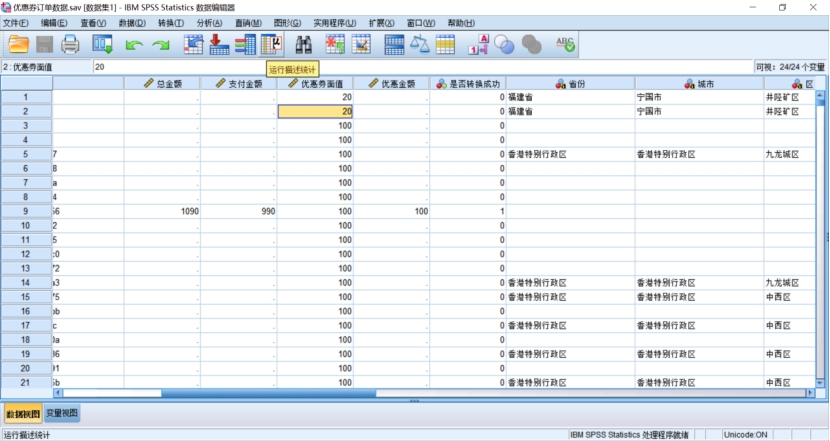 优惠券订单数据.sav [数据集1] - IBM SPSS Statistics 数据编辑器
文件(F) 编辑(E) 查看(V) 数据(D) 转换(T) 分析(A) 直销(M) 图形(G) 实用程序(U) 扩展(X) 窗口(W) 帮助(H)
2 : 优惠券面值 20 运行描述统计 可视: 24/24 个变量
总金额 支付金额 优惠券面值 优惠金额 是否转换成功 省份 城市 区
1 . . 20 . 0 福建省 宁国市 井陉矿区
2 . . 20 . 0 福建省 宁国市 井陉矿区
3 . . 100 . 0
4 . . 100 . 0
5 7 . . 100 . 0 香港特别行政区 香港特别行政区 九龙城区
6 8 . . 100 . 0
7 a . . 100 . 0
8 4 . . 100 . 0
9 56 1090 990 100 100 1
10 2 . . 100 . 0
11 5 . . 100 . 0
12 c0 . . 100 . 0
13 72 . . 100 . 0
14 a3 . . 100 . 0 香港特别行政区 香港特别行政区 九龙城区
15 75 . . 100 . 0 香港特别行政区 香港特别行政区 中西区
16 bb . . 100 . 0
17 c . . 100 . 0 香港特别行政区 香港特别行政区 中西区
18 0a . . 100 . 0
19 06 . . 100 . 0 香港特别行政区 香港特别行政区 中西区
20 91 . . 100 . 0
21 5b . . 100 . 0 香港特别行政区 香港特别行政区 中西区
数据视图 变量视图
运行描述统计 IBM SPSS Statistics 处理程序就绪 Unicode:ON